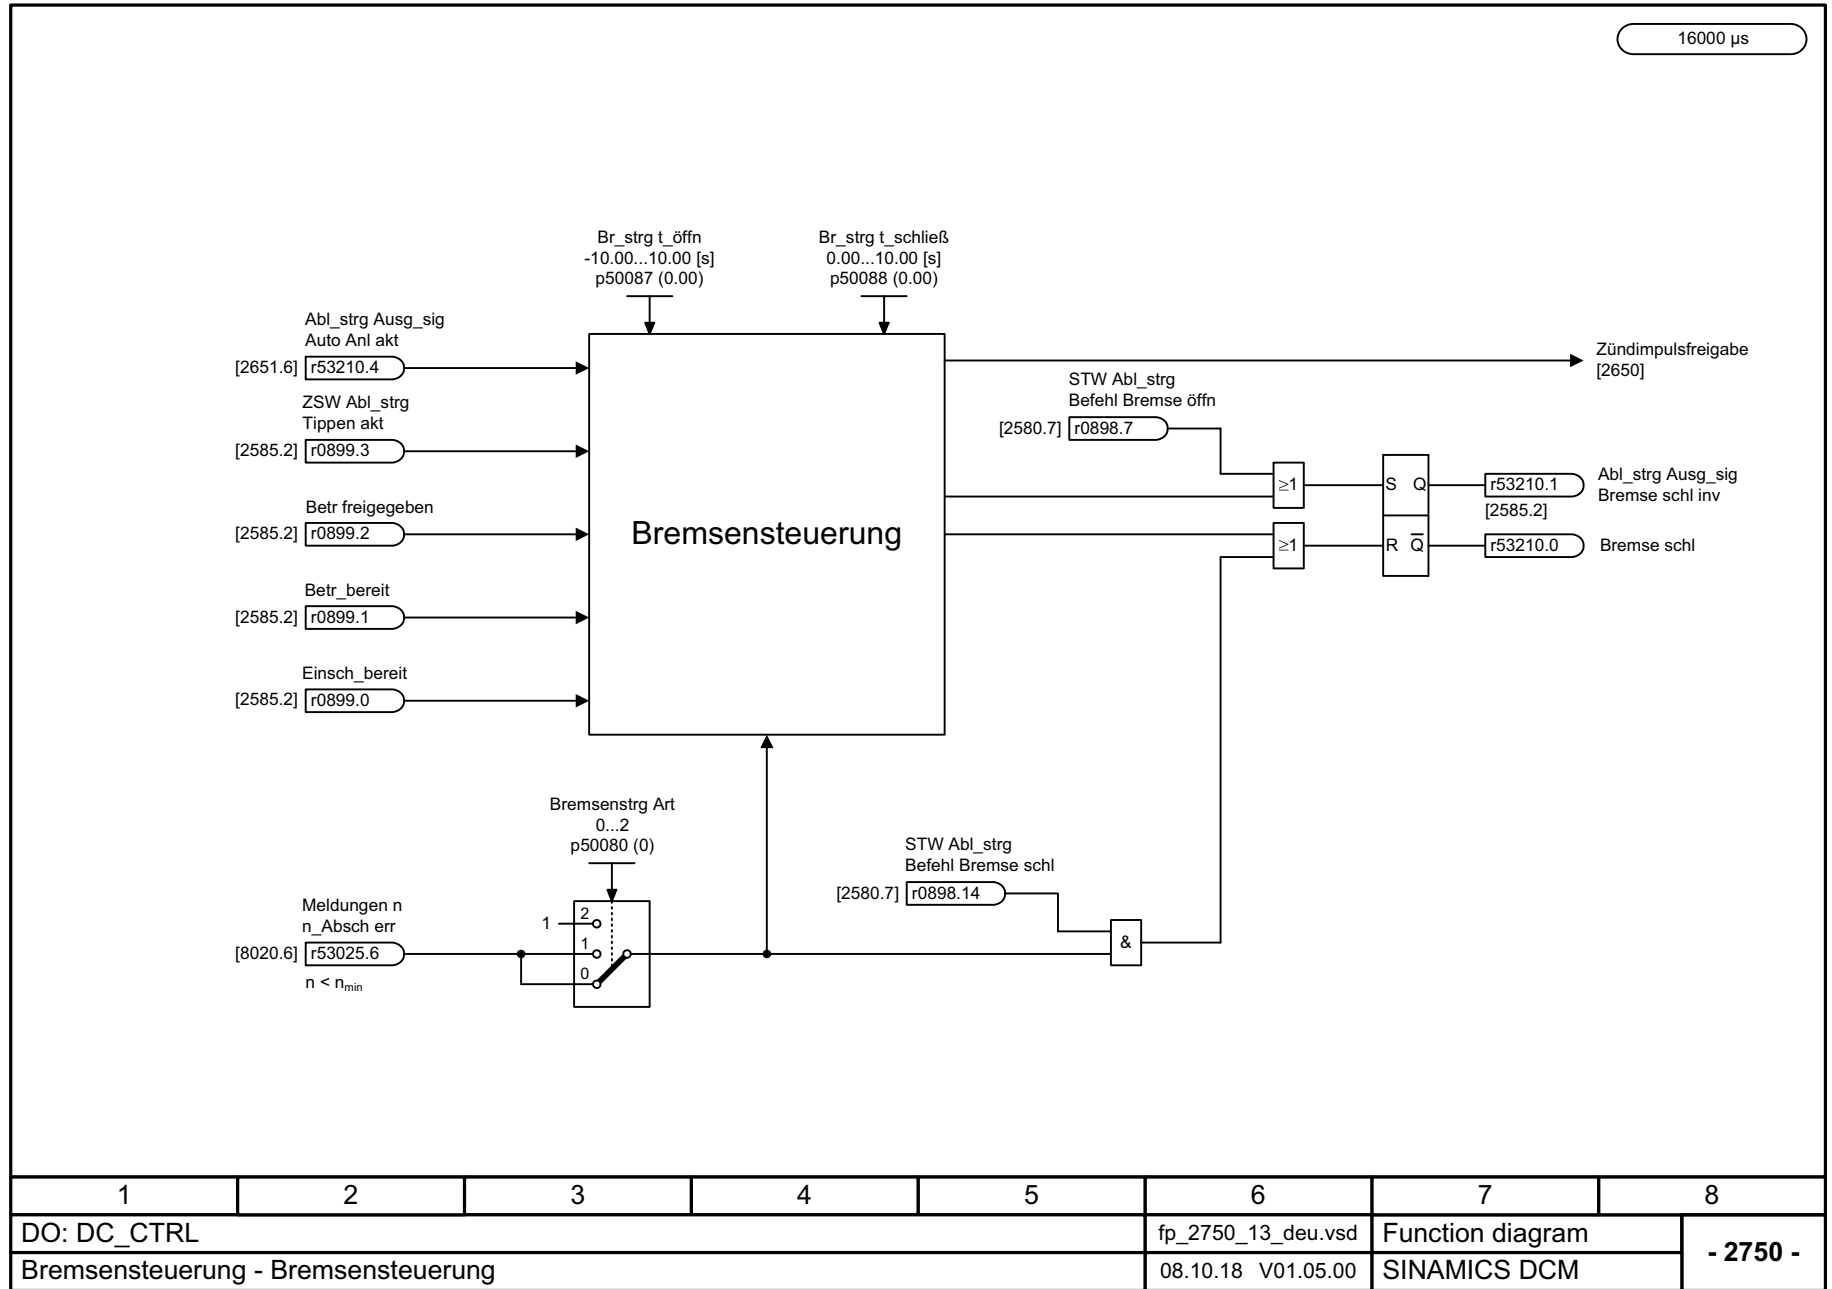 16000 µs
Br_strg t_öffn
-10.00...10.00 [s]
p50087 (0.00)
Br_strg t_schließ
0.00...10.00 [s]
p50088 (0.00)
Abl_strg Ausg_sig
Auto Anl akt
[2651.6] r53210.4
ZSW Abl_strg
Tippen akt
[2585.2] r0899.3
Betr freigegeben
[2585.2] r0899.2
Betr_bereit
[2585.2] r0899.1
Einsch_bereit
[2585.2] r0899.0
Bremsensteuerung
Zündimpulsfreigabe
[2650]
STW Abl_strg
Befehl Bremse öffn
[2580.7] r0898.7
≥1
S Q
r53210.1
[2585.2]
Abl_strg Ausg_sig
Bremse schl inv
≥1
R Q̅
r53210.0 Bremse schl
Bremsenstrg Art
0...2
p50080 (0)
STW Abl_strg
Befehl Bremse schl
[2580.7] r0898.14
&
Meldungen n
n_Absch err
[8020.6] r53025.6
n < nmin
1 2
1
0
1 2 3 4 5 6 7 8
DO: DC_CTRL fp_2750_13_deu.vsd Function diagram
- 2750 -
Bremsensteuerung - Bremsensteuerung 08.10.18 V01.05.00 SINAMICS DCM